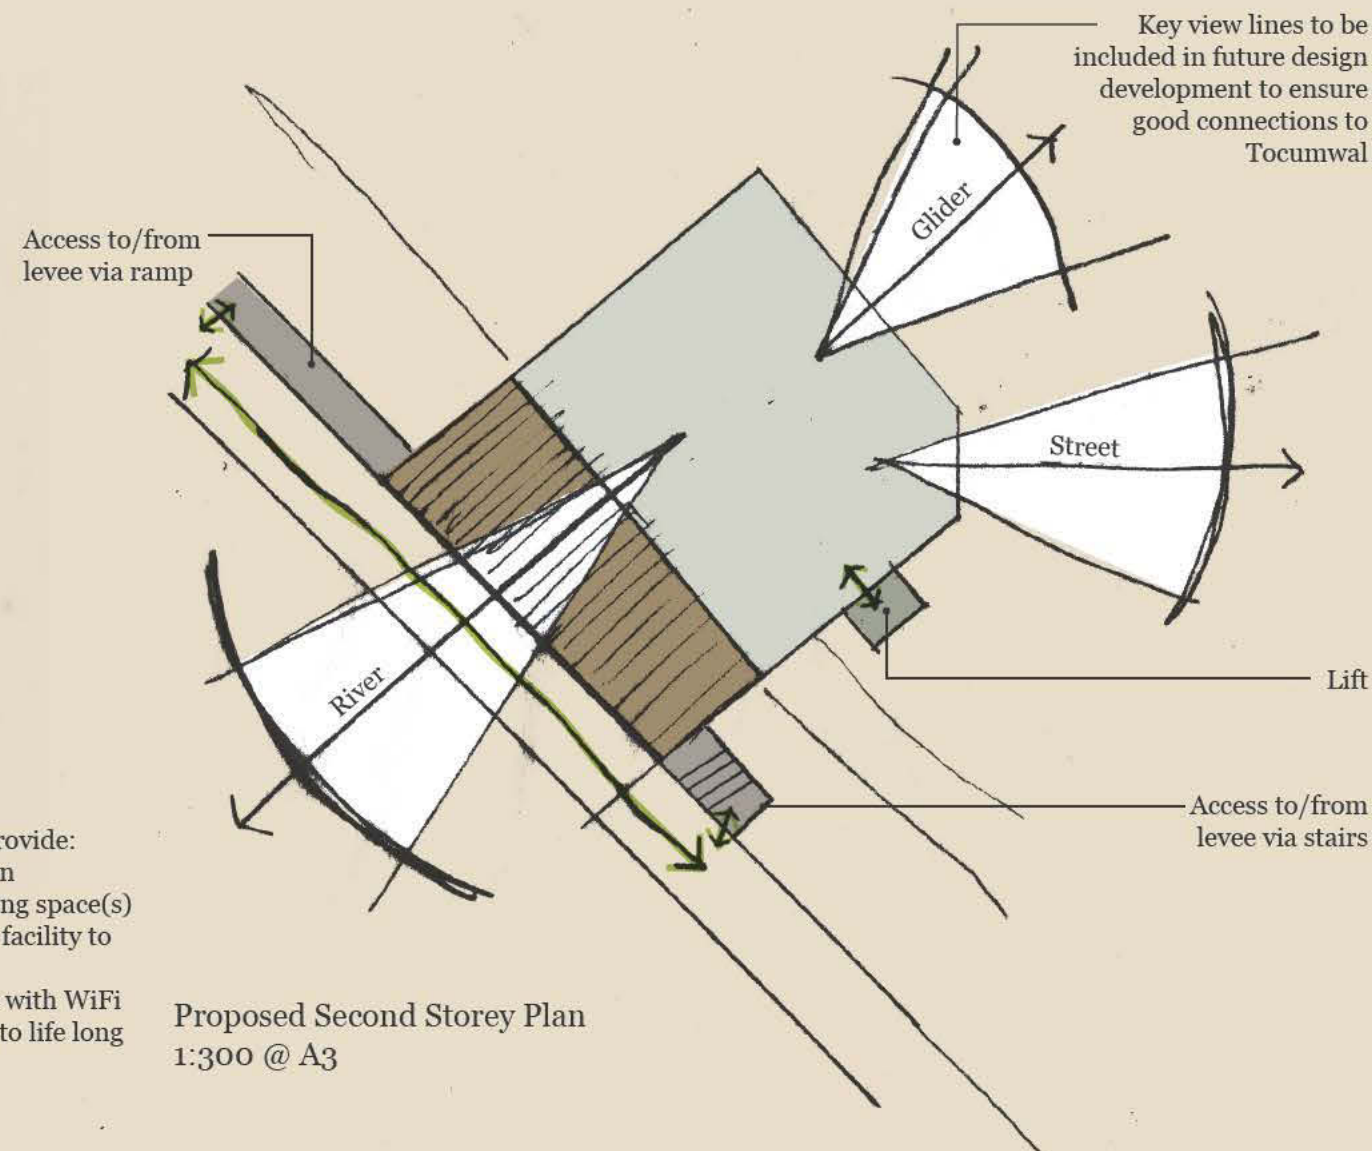 Key view lines to be
included in future design
development to ensure
good connections to
Tocumwal
Glider
Access to/from
levee via ramp
Street
River
Lift
Access to/from
levee via stairs
rovide:
n
ng space(s)
facility to
with WiFi
to life long
Proposed Second Storey Plan
1:300 @ A3